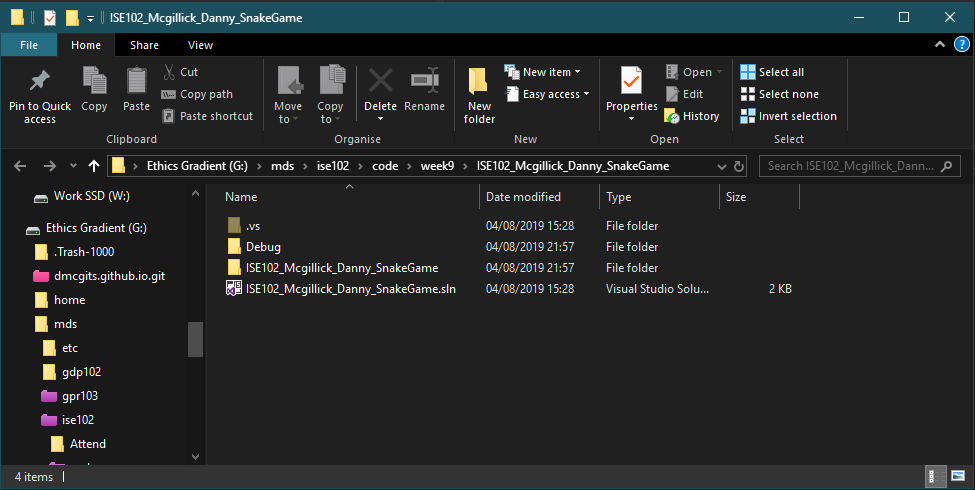 ISE102_Mcgillick_Danny_SnakeGame
File Home Share View
Pin to Quick access
Copy
Paste
Cut
Copy path
Paste shortcut
Clipboard
Move to
Copy to
Delete
Rename
Organise
New folder
New item
Easy access
New
Properties
Open
Edit
History
Open
Select all
Select none
Invert selection
Select
Ethics Gradient (G:) > mds > ise102 > code > week9 > ISE102_Mcgillick_Danny_SnakeGame
Search ISE102_Mcgillick_Dann...
Work SSD (W:)
Ethics Gradient (G:)
.Trash-1000
dmcgits.github.io.git
home
mds
etc
gdp102
gpr103
ise102
Attend
Name Date modified Type Size
.vs 04/08/2019 15:28 File folder
Debug 04/08/2019 21:57 File folder
ISE102_Mcgillick_Danny_SnakeGame 04/08/2019 21:57 File folder
ISE102_Mcgillick_Danny_SnakeGame.sln 04/08/2019 15:28 Visual Studio Solu... 2 KB
4 items